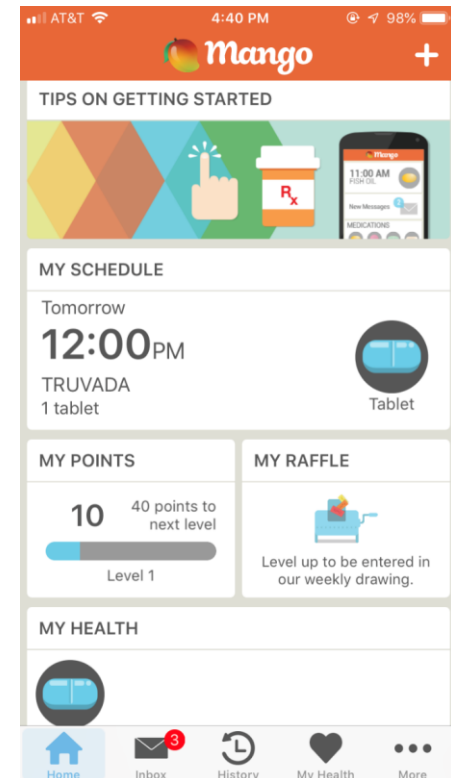 AT&T 4:40 PM 98%
Mango +
TIPS ON GETTING STARTED
Rx
Mango
11:00 AM
FISH OIL
New Messages 2
MEDICATIONS
MY SCHEDULE
Tomorrow
12:00PM
TRUVADA
1 tablet
Tablet
MY POINTS
10
40 points to
next level
Level 1
MY RAFFLE
Level up to be entered in
our weekly drawing.
MY HEALTH
3
Home Inbox History My Health More